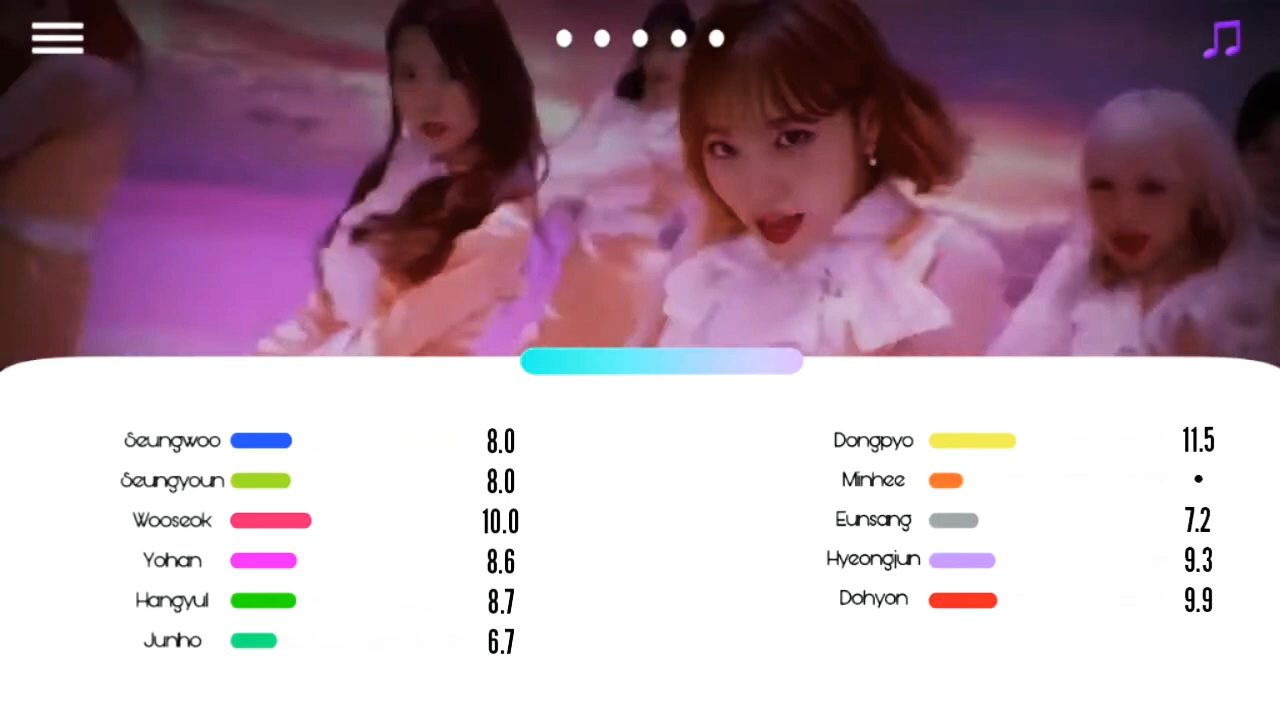 Seungwoo 8.0
Seungyoun 8.0
Wooseok 10.0
Yohan 8.6
Hangyul 8.7
Junho 6.7
Dongpyo 11.5
Minhee •
Eunsang 7.2
Hyeongjun 9.3
Dohyon 9.9